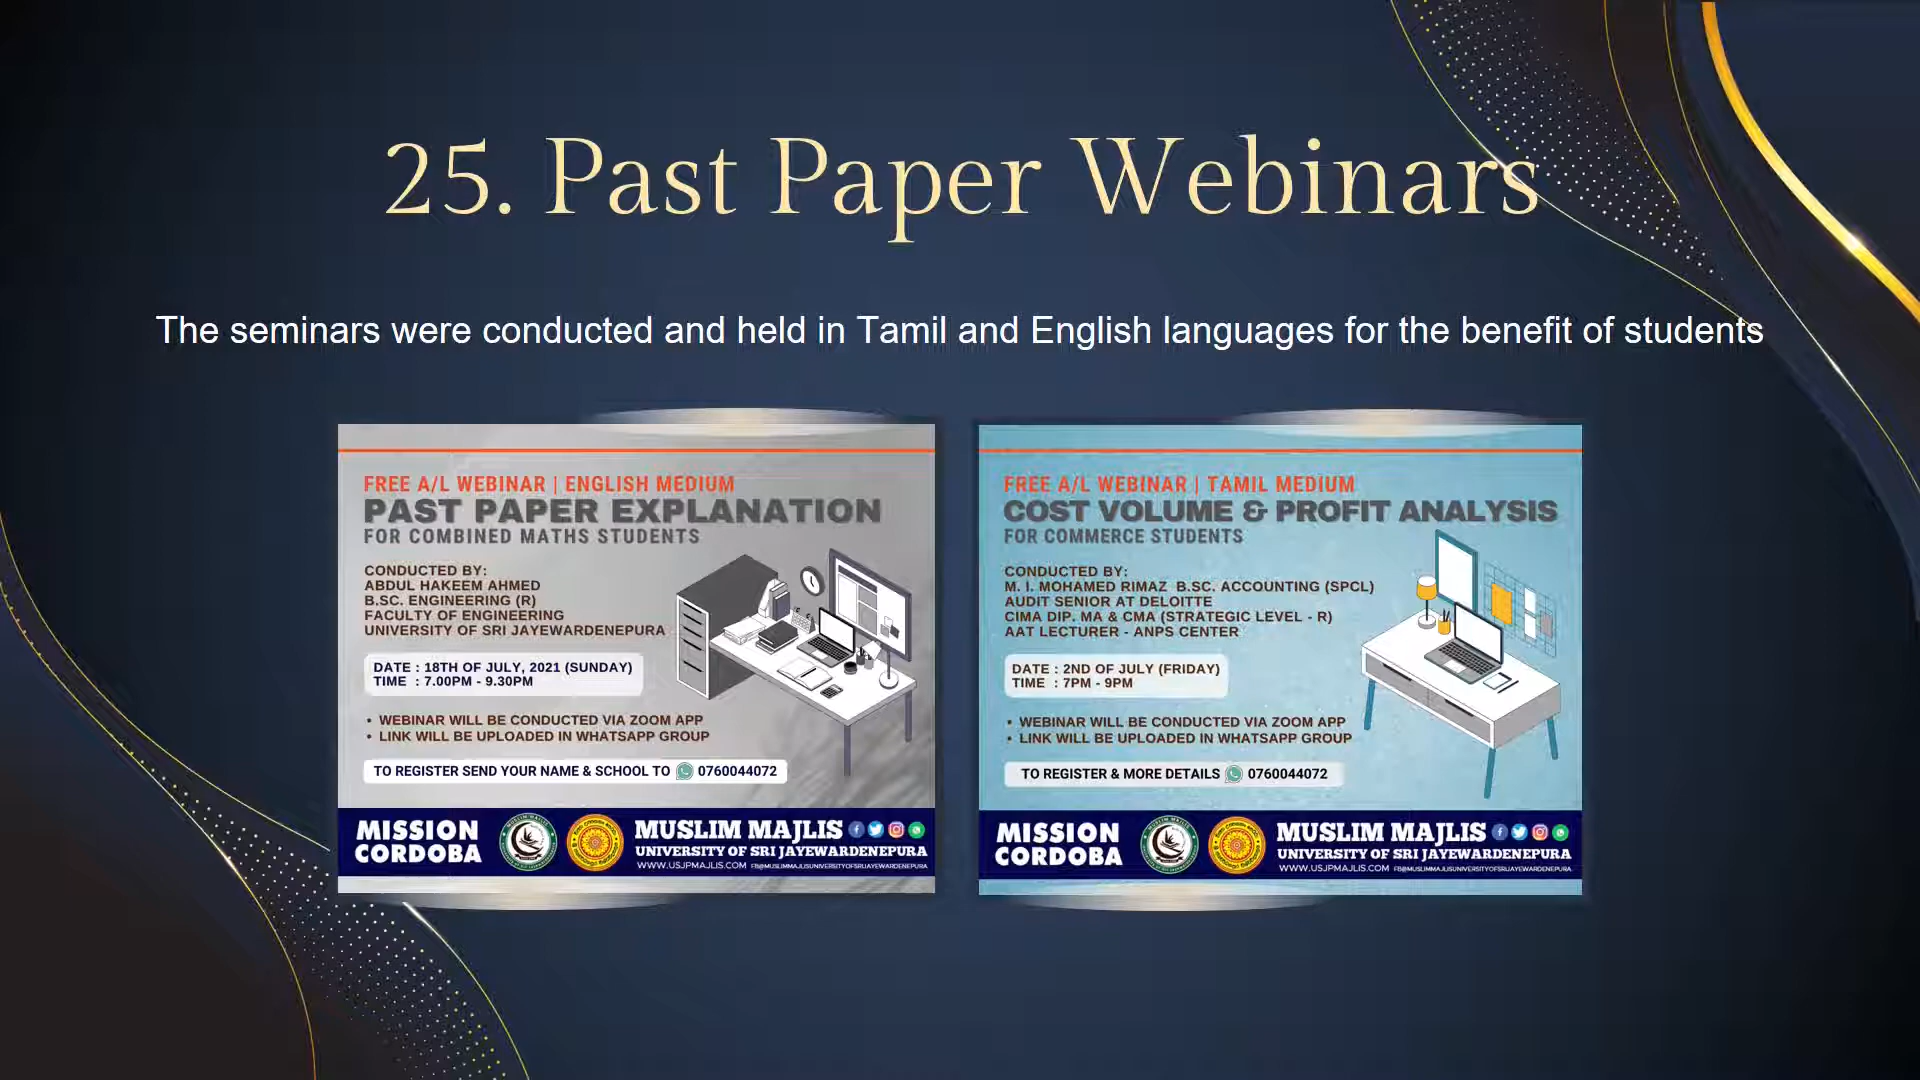 25. Past Paper Webinars
The seminars were conducted and held in Tamil and English languages for the benefit of students
FREE A/L WEBINAR | ENGLISH MEDIUM
PAST PAPER EXPLANATION
FOR COMBINED MATHS STUDENTS
CONDUCTED BY:
ABDUL HAKEEM AHMED
B.SC. ENGINEERING (R)
FACULTY OF ENGINEERING
UNIVERSITY OF SRI JAYEWARDENEPURA
DATE : 18TH OF JULY, 2021 (SUNDAY)
TIME : 7.00PM - 9.30PM
• WEBINAR WILL BE CONDUCTED VIA ZOOM APP
• LINK WILL BE UPLOADED IN WHATSAPP GROUP
TO REGISTER SEND YOUR NAME & SCHOOL TO 0760044072
MISSION CORDOBA
MUSLIM MAJLIS
UNIVERSITY OF SRI JAYEWARDENEPURA
WWW.USJPMAJLIS.COM FB@MUSLIMMAJLISUNIVERSITYOFSRIJAYEWARDENEPURA
FREE A/L WEBINAR | TAMIL MEDIUM
COST VOLUME & PROFIT ANALYSIS
FOR COMMERCE STUDENTS
CONDUCTED BY:
M. I. MOHAMED RIMAZ B.SC. ACCOUNTING (SPCL)
AUDIT SENIOR AT DELOITTE
CIMA DIP. MA & CMA (STRATEGIC LEVEL - R)
AAT LECTURER - ANPS CENTER
DATE : 2ND OF JULY (FRIDAY)
TIME : 7PM - 9PM
• WEBINAR WILL BE CONDUCTED VIA ZOOM APP
• LINK WILL BE UPLOADED IN WHATSAPP GROUP
TO REGISTER & MORE DETAILS 0760044072
MISSION CORDOBA
MUSLIM MAJLIS
UNIVERSITY OF SRI JAYEWARDENEPURA
WWW.USJPMAJLIS.COM FB@MUSLIMMAJLISUNIVERSITYOFSRIJAYEWARDENEPURA